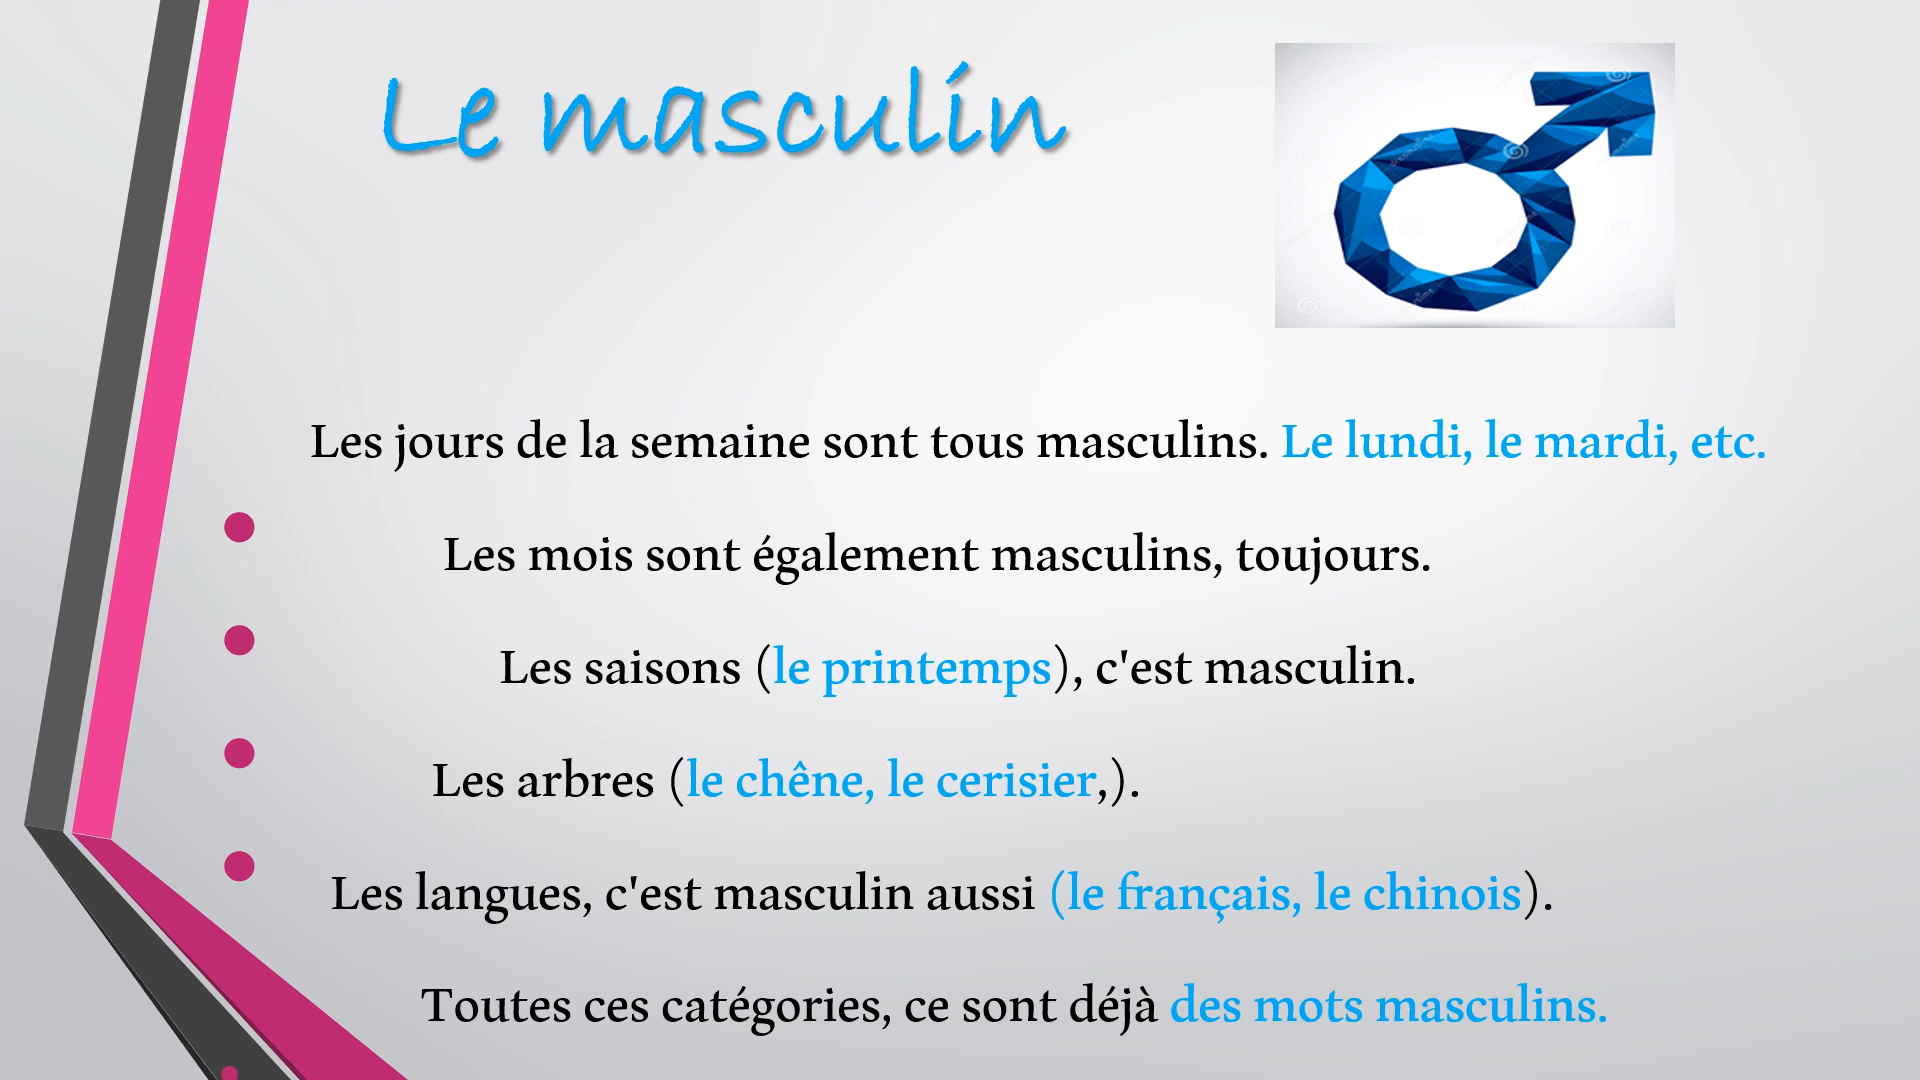 Le masculin
Les jours de la semaine sont tous masculins. Le lundi, le mardi, etc.
Les mois sont également masculins, toujours.
Les saisons (le printemps), c'est masculin.
Les arbres (le chêne, le cerisier,).
Les langues, c'est masculin aussi (le français, le chinois).
Toutes ces catégories, ce sont déjà des mots masculins.